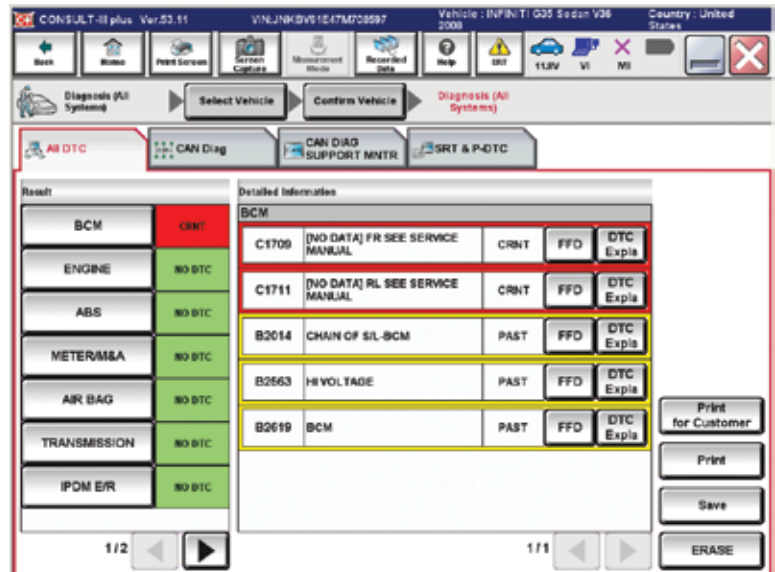 CONSULT-III plus Ver.53.11
VIN:JNKBV61E47M708597
Vehicle : INFINITI G35 Sedan V36
2008
Country : United
States
Back
Home
Print Screen
Screen
Capture
Measurement
Mode
Recorded
Data
Help
ERT
11.8V
VI
MI
Diagnosis (All
Systems)
Select Vehicle
Confirm Vehicle
Diagnosis (All
Systems)
All DTC
CAN Diag
CAN DIAG
SUPPORT MNTR
SRT & P-DTC
Result
Detailed Information
BCM
CRNT
ENGINE
NO DTC
ABS
NO DTC
METER/M&A
NO DTC
AIR BAG
NO DTC
TRANSMISSION
NO DTC
IPDM E/R
NO DTC
1/2
BCM
C1709
[NO DATA] FR SEE SERVICE
MANUAL
CRNT
FFD
DTC
Expla
C1711
[NO DATA] RL SEE SERVICE
MANUAL
CRNT
FFD
DTC
Expla
B2014
CHAIN OF S/L-BCM
PAST
FFD
DTC
Expla
B2563
HI VOLTAGE
PAST
FFD
DTC
Expla
B2619
BCM
PAST
FFD
DTC
Expla
1/1
Print
for Customer
Print
Save
ERASE